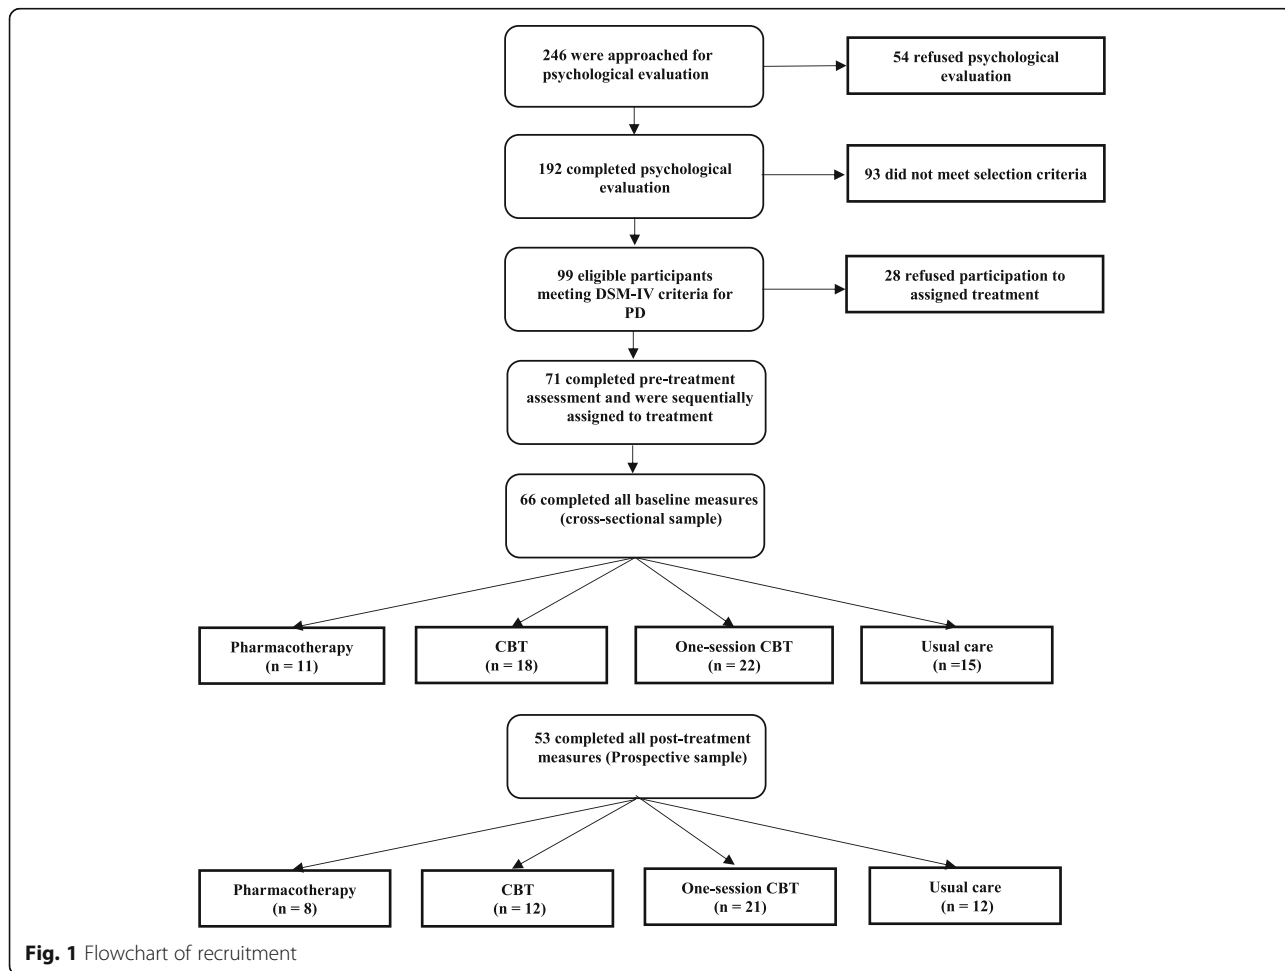 246 were approached for
psychological evaluation
54 refused psychological
evaluation
192 completed psychological
evaluation
93 did not meet selection criteria
99 eligible participants
meeting DSM-IV criteria for
PD
28 refused participation to
assigned treatment
71 completed pre-treatment
assessment and were sequentially
assigned to treatment
66 completed all baseline measures
(cross-sectional sample)
Pharmacotherapy
(n = 11)
CBT
(n = 18)
One-session CBT
(n = 22)
Usual care
(n =15)
53 completed all post-treatment
measures (Prospective sample)
Pharmacotherapy
(n = 8)
CBT
(n = 12)
One-session CBT
(n = 21)
Usual care
(n = 12)
Fig. 1 Flowchart of recruitment